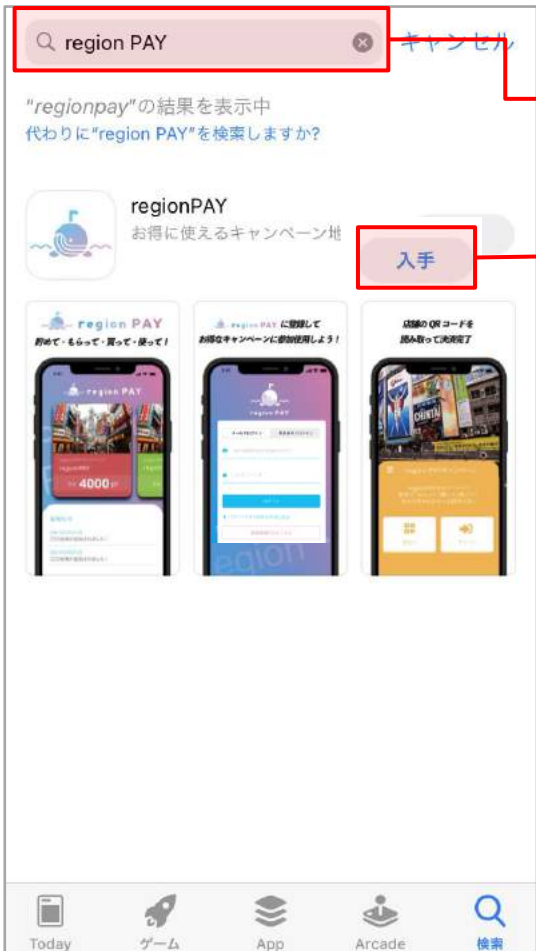 region PAY
キャンセル
"regionpay"の結果を表示中
代わりに"region PAY"を検索しますか?
regionPAY
お得に使えるキャンペーン地
入手
region PAY
貯めて・もらって・買って・使って！
region PAY
4000
region PAY に登録して
お得なキャンペーンに参加使用しよう！
region PAY
店舗の QR コードを
読み取って決済完了
Glico
CHINTAI
Today
ゲーム
App
Arcade
検索